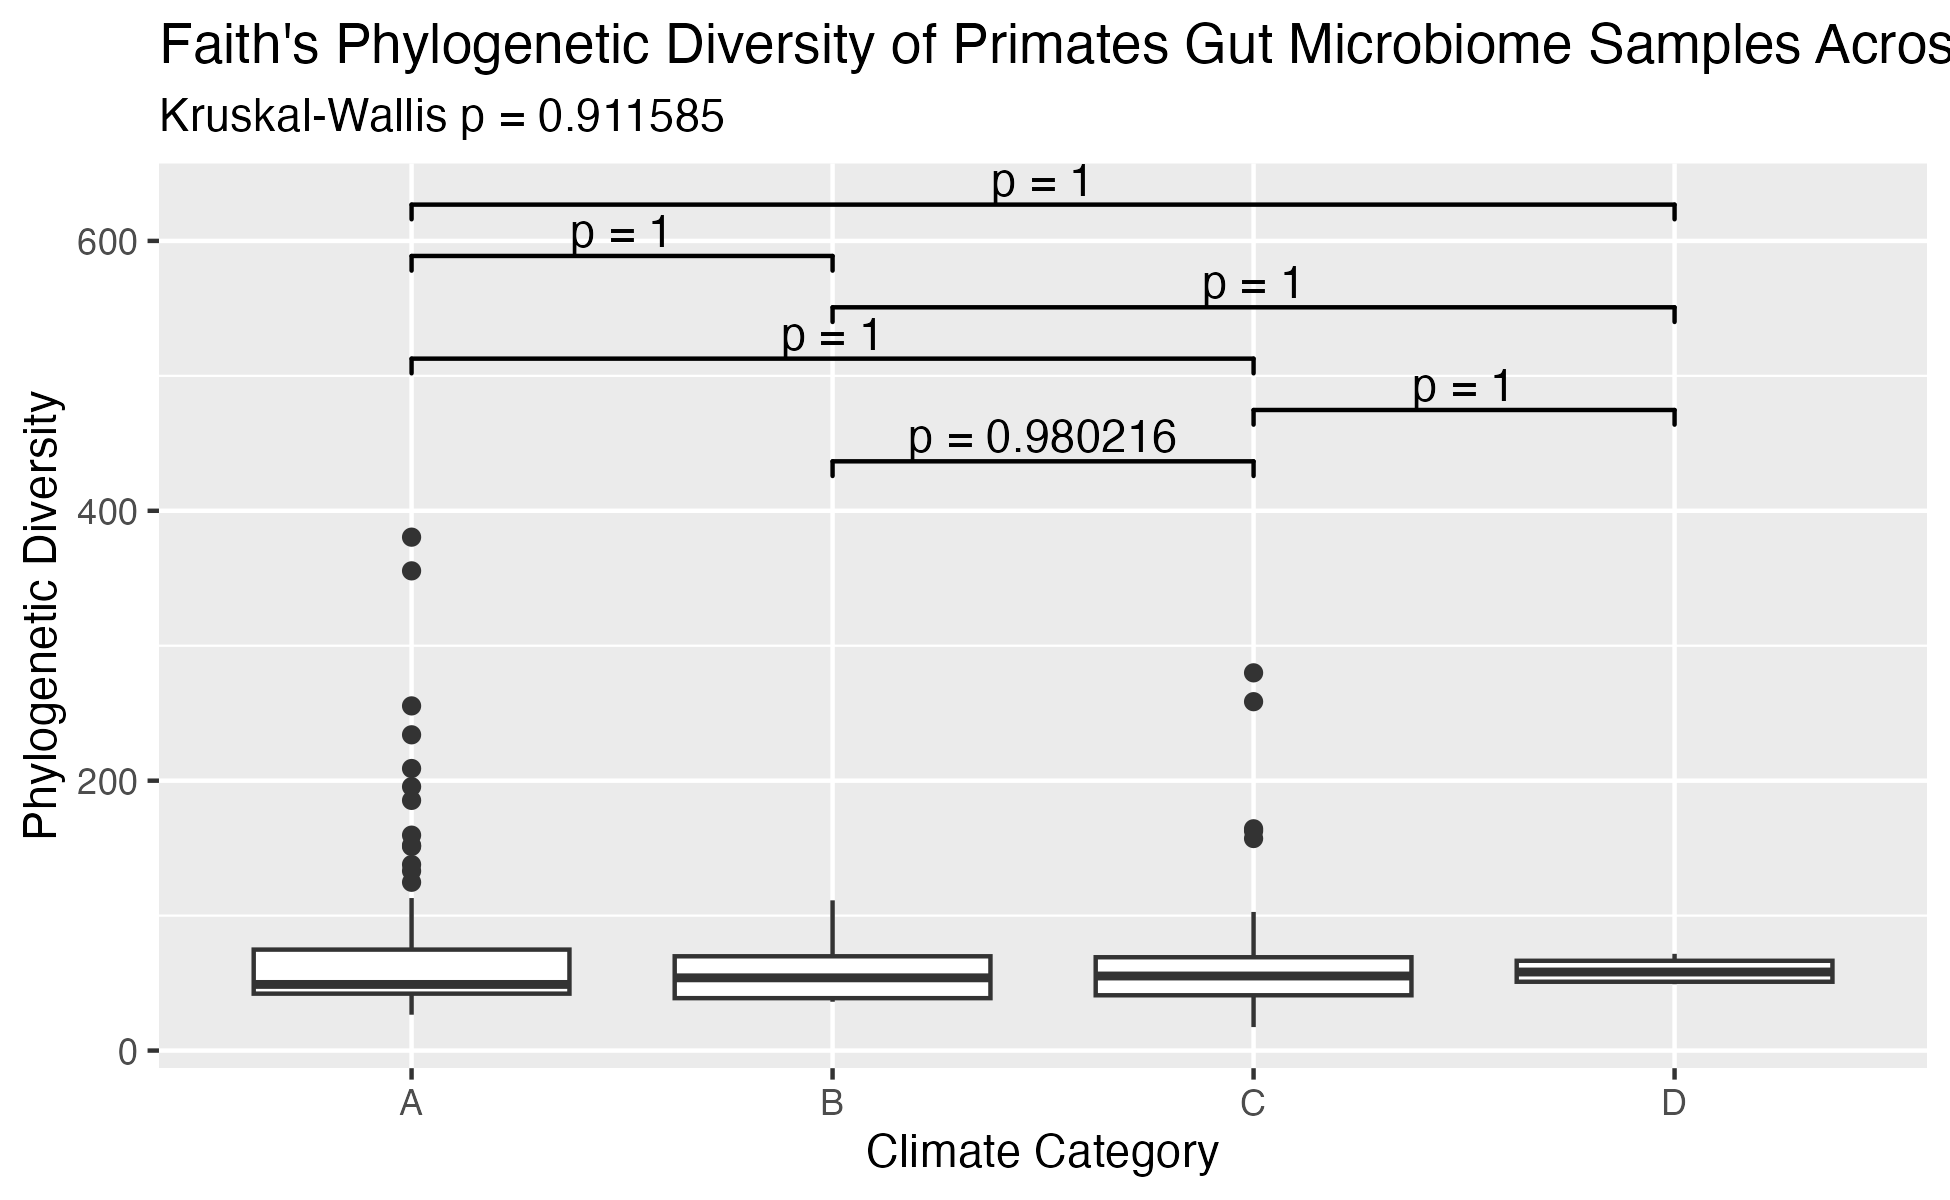 Faith's Phylogenetic Diversity of Primates Gut Microbiome Samples Acros
Kruskal-Wallis p = 0.911585
p = 1
600
p = 1
p = 1
p = 1
p = 1
p = 0.980216
400
200
0
Phylogenetic Diversity
A B C D
Climate Category